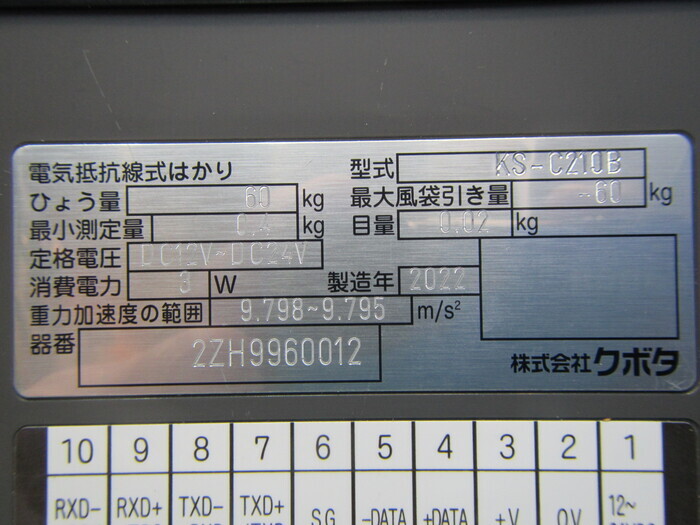 電気抵抗線式はかり 型式 KS-C210B
ひょう量 60 kg 最大風袋引き量 -60 kg
最小測定量 0.4 kg 目量 0.02 kg
定格電圧 DC12V~DC24V
消費電力 3 W 製造年 2022
重力加速度の範囲 9.798~9.795 m/s²
器番 2ZH9960012 株式会社クボタ
10 9 8 7 6 5 4 3 2 1
RXD- RXD+ TXD- TXD+ SG -DATA +DATA +V 0V 12~